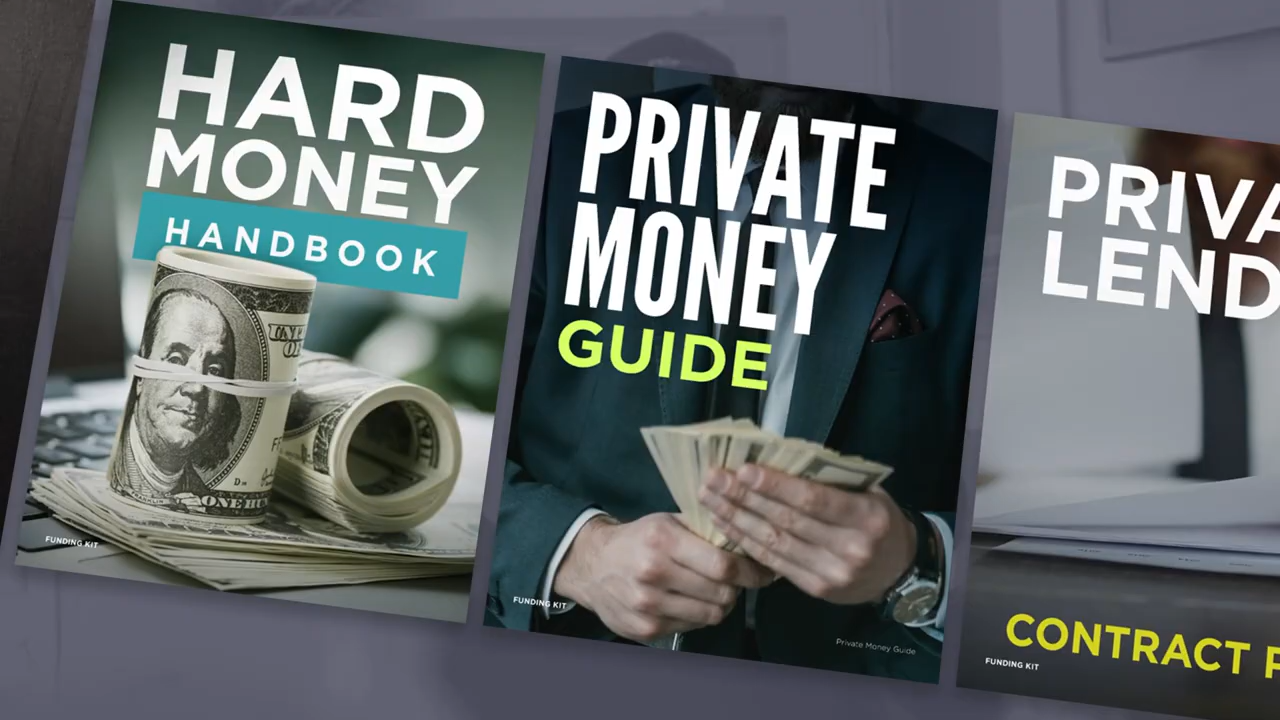 HARD
MONEY
HANDBOOK
FUNDING KIT
PRIVATE
MONEY
GUIDE
FUNDING KIT
Private Money Guide
PRIVA
LEND
CONTRACT
FUNDING KIT